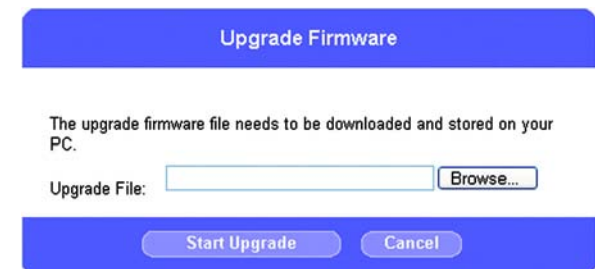 Upgrade Firmware
The upgrade firmware file needs to be downloaded and stored on your
PC.
Upgrade File:
Browse...
Start Upgrade
Cancel